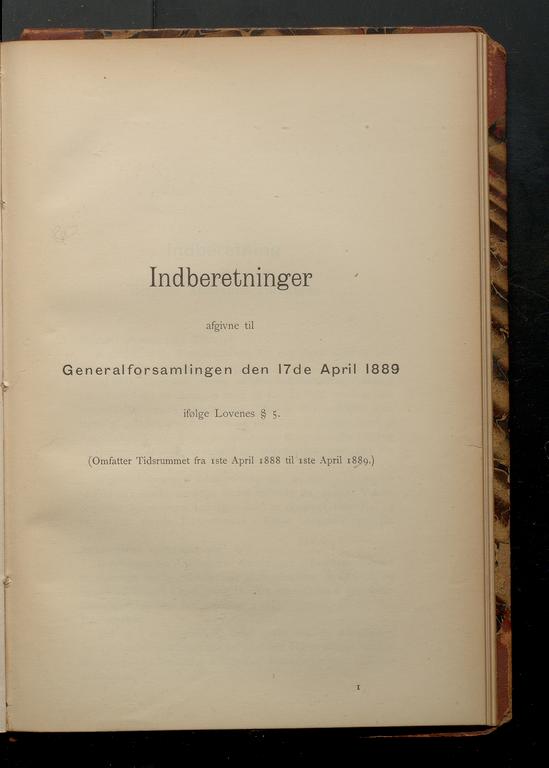 Indberetninger
afgivne til
Generalforsamlingen den 17de April 1889
ifølge Lovenes § 5.
(Omfatter Tidsrummet fra 1ste April 1888 til 1ste April 1889.)
1